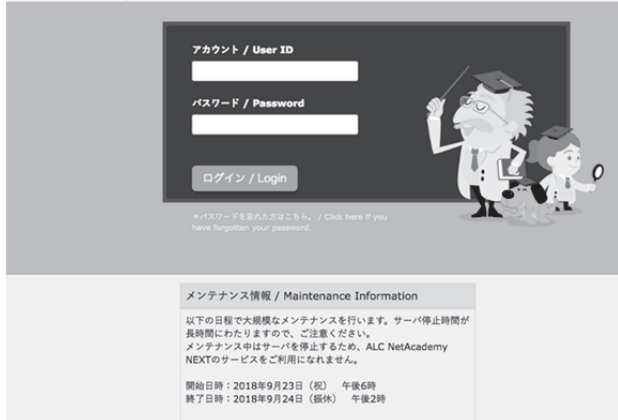 アカウント / User ID
パスワード / Password
ログイン / Login
＊パスワードを忘れた方はこちら。 / Click here if you
have forgotten your password.
メンテナンス情報 / Maintenance Information
以下の日程で大規模なメンテナンスを行います。サーバ停止時間が
長時間にわたりますので、ご注意ください。
メンテナンス中はサーバを停止するため、ALC NetAcademy
NEXTのサービスをご利用になれません。
開始日時：2018年9月23日（祝） 午後6時
終了日時：2018年9月24日（振休） 午後2時